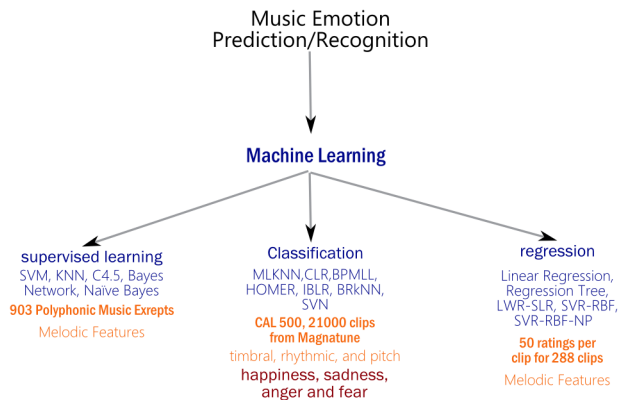 Music Emotion
Prediction/Recognition
Machine Learning
supervised learning
SVM, KNN, C4.5, Bayes
Network, Naïve Bayes
903 Polyphonic Music Exrepts
Melodic Features
Classification
MLKNN,CLR,BPMLL,
HOMER, IBLR, BRkNN,
SVN
CAL 500, 21000 clips
from Magnatune
timbral, rhythmic, and pitch
happiness, sadness,
anger and fear
regression
Linear Regression,
Regression Tree,
LWR-SLR, SVR-RBF,
SVR-RBF-NP
50 ratings per
clip for 288 clips
Melodic Features